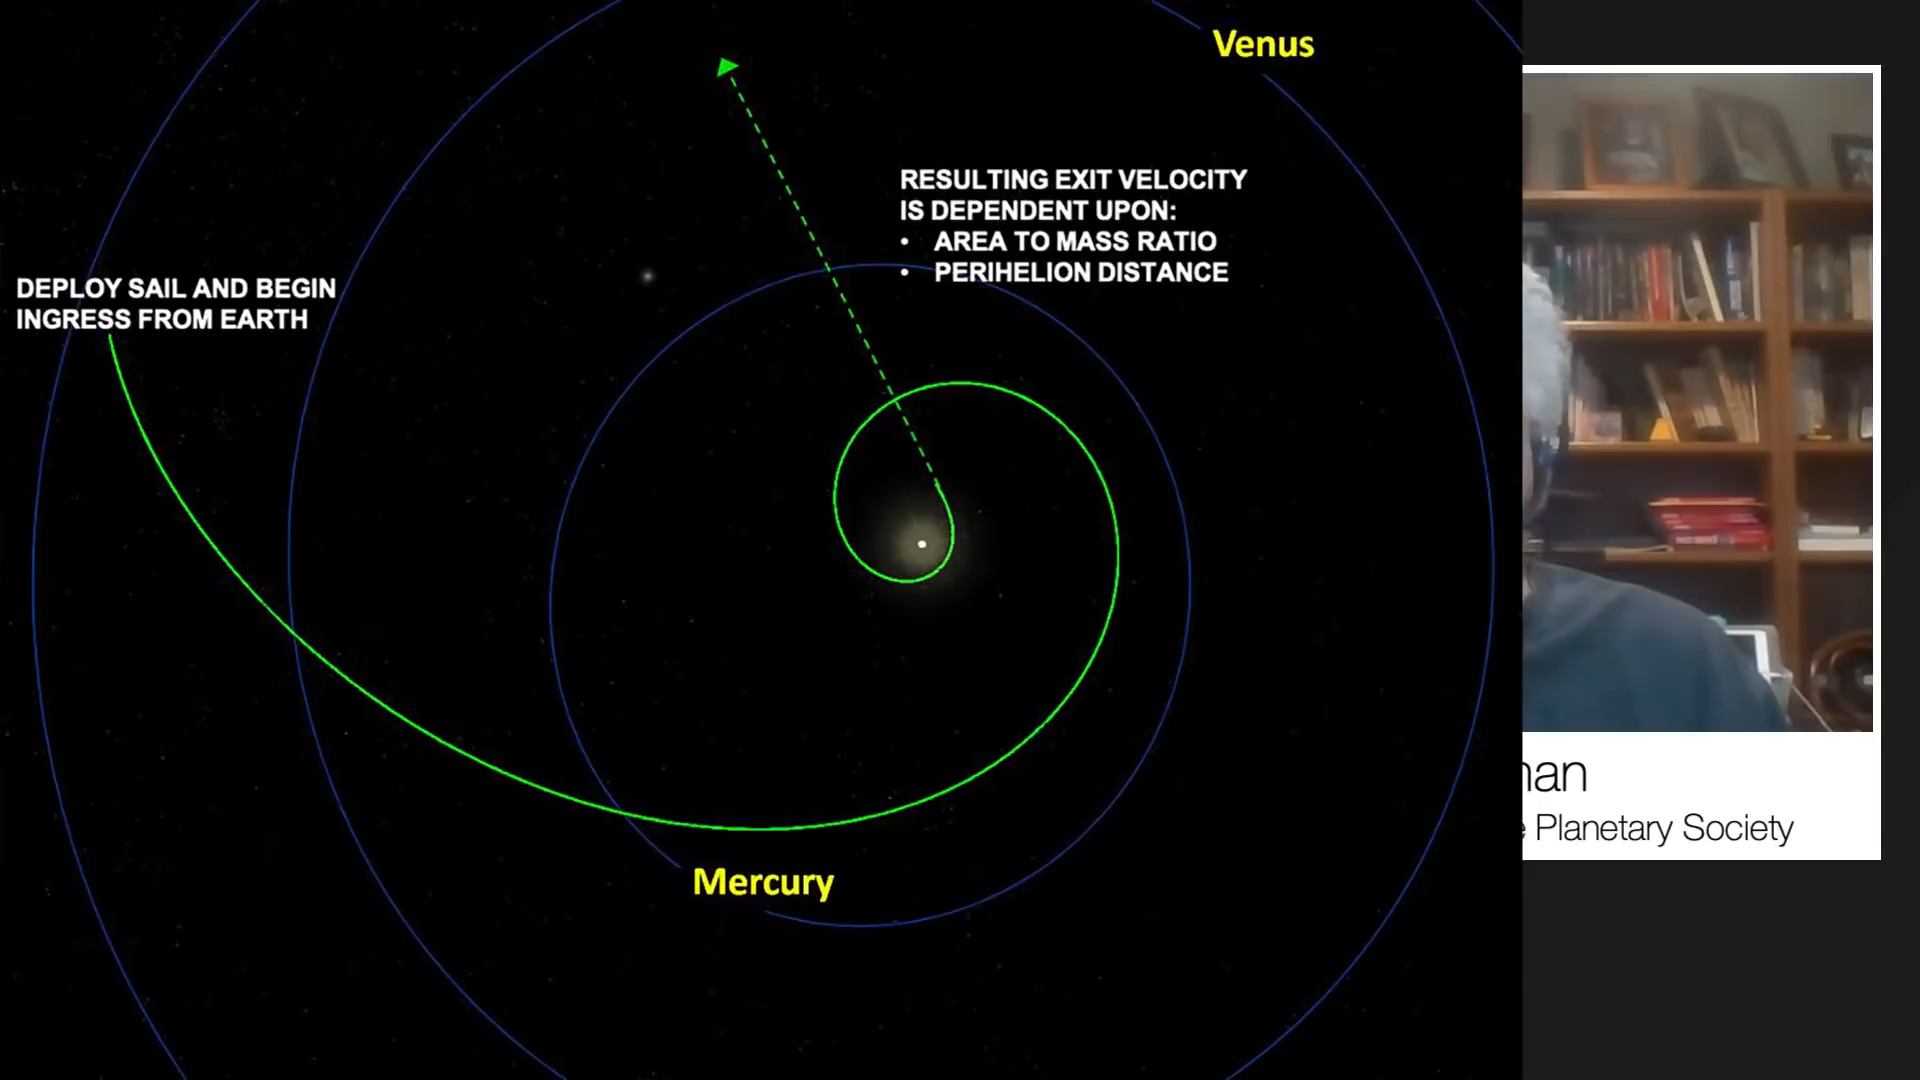 Venus
RESULTING EXIT VELOCITY
IS DEPENDENT UPON:
• AREA TO MASS RATIO
• PERIHELION DISTANCE
DEPLOY SAIL AND BEGIN
INGRESS FROM EARTH
Mercury
Planetary Society